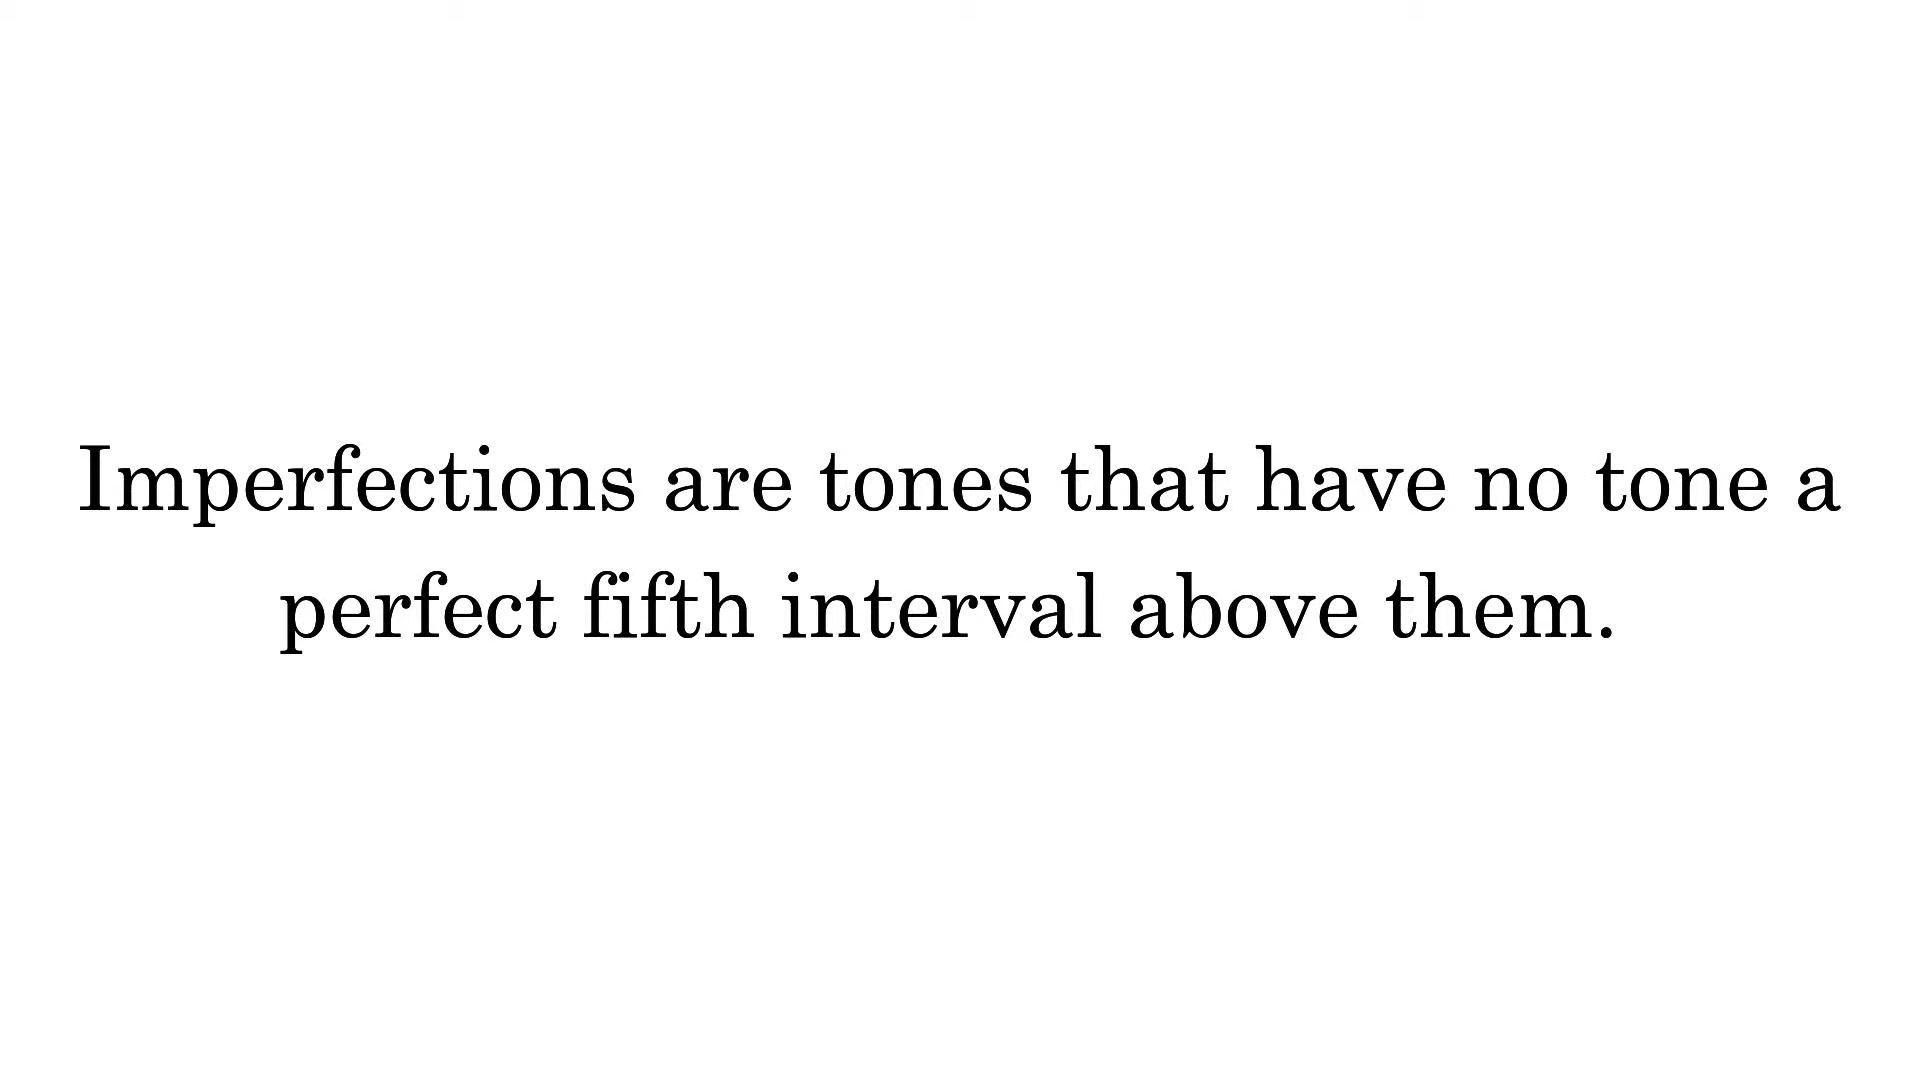 Imperfections are tones that have no tone a
perfect fifth interval above them.